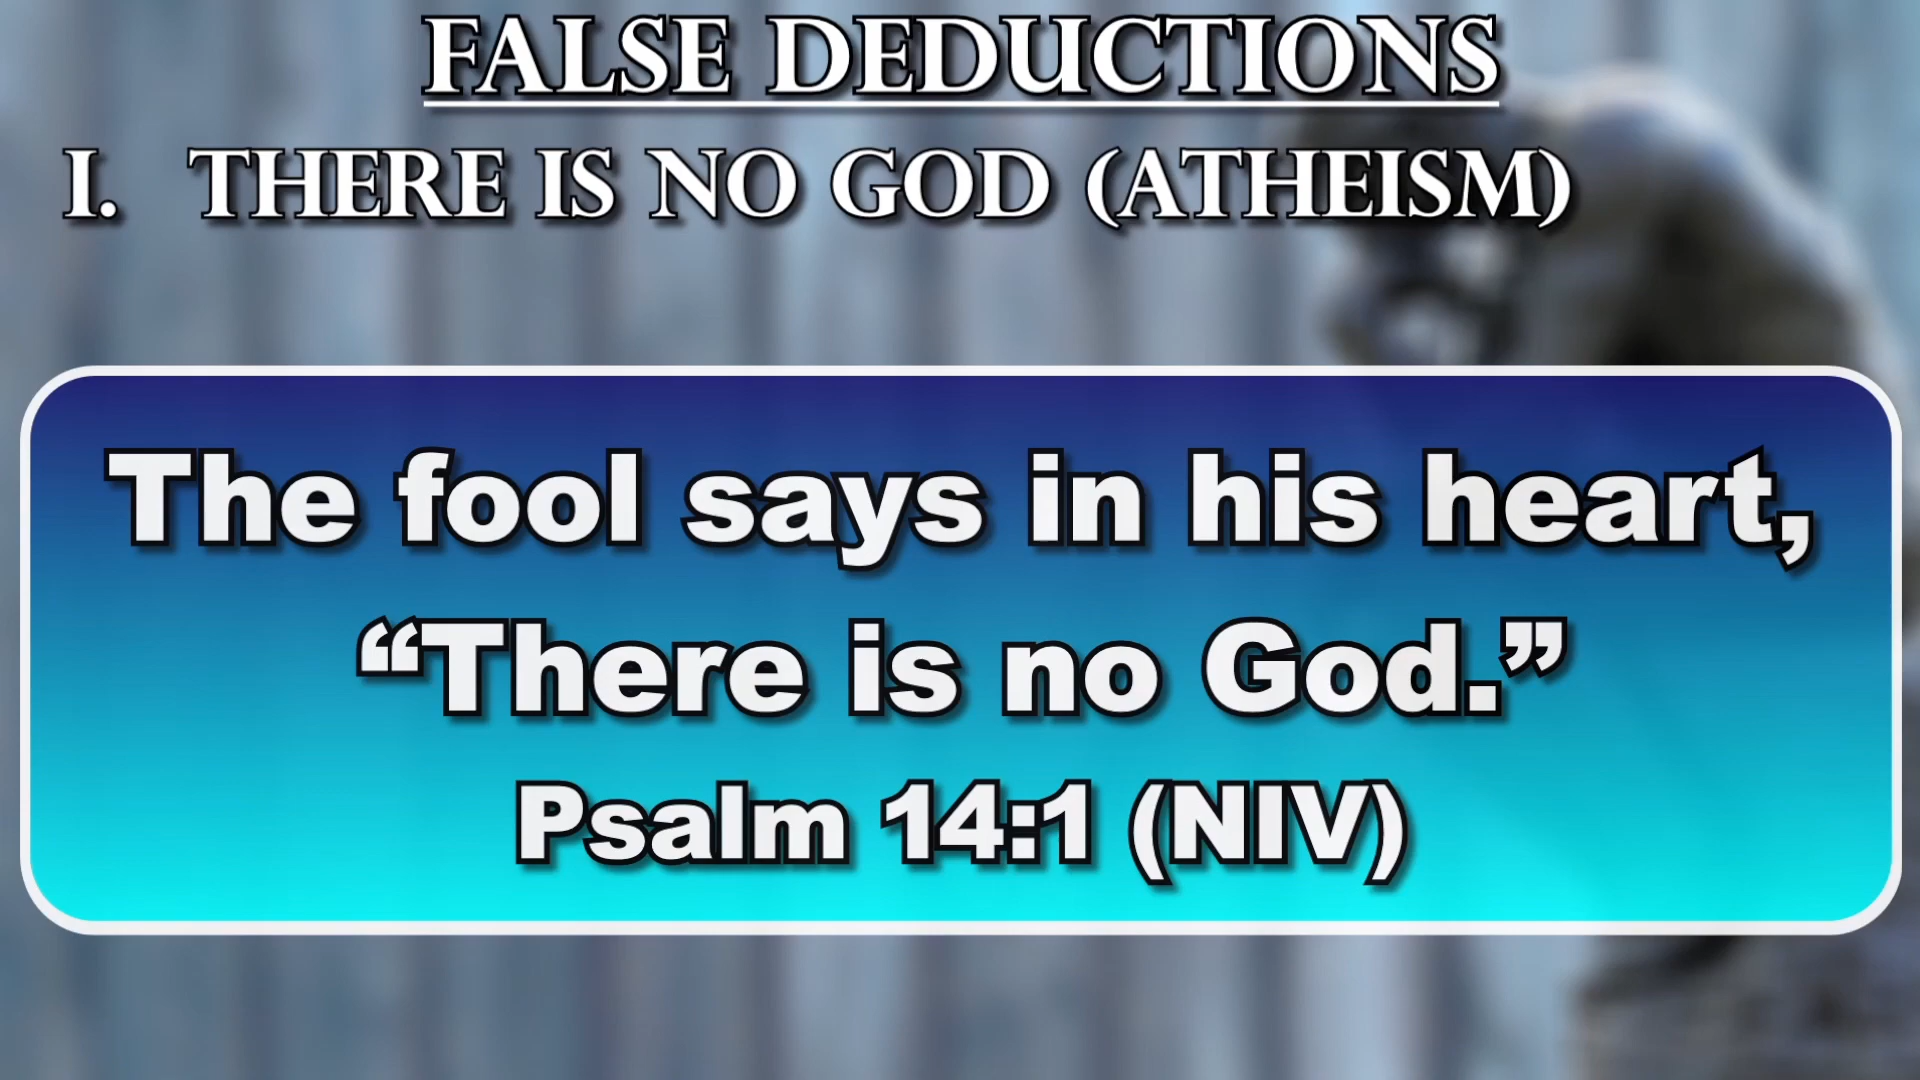 FALSE DEDUCTIONS
I. THERE IS NO GOD (ATHEISM)
The fool says in his heart,
“There is no God.”
Psalm 14:1 (NIV)